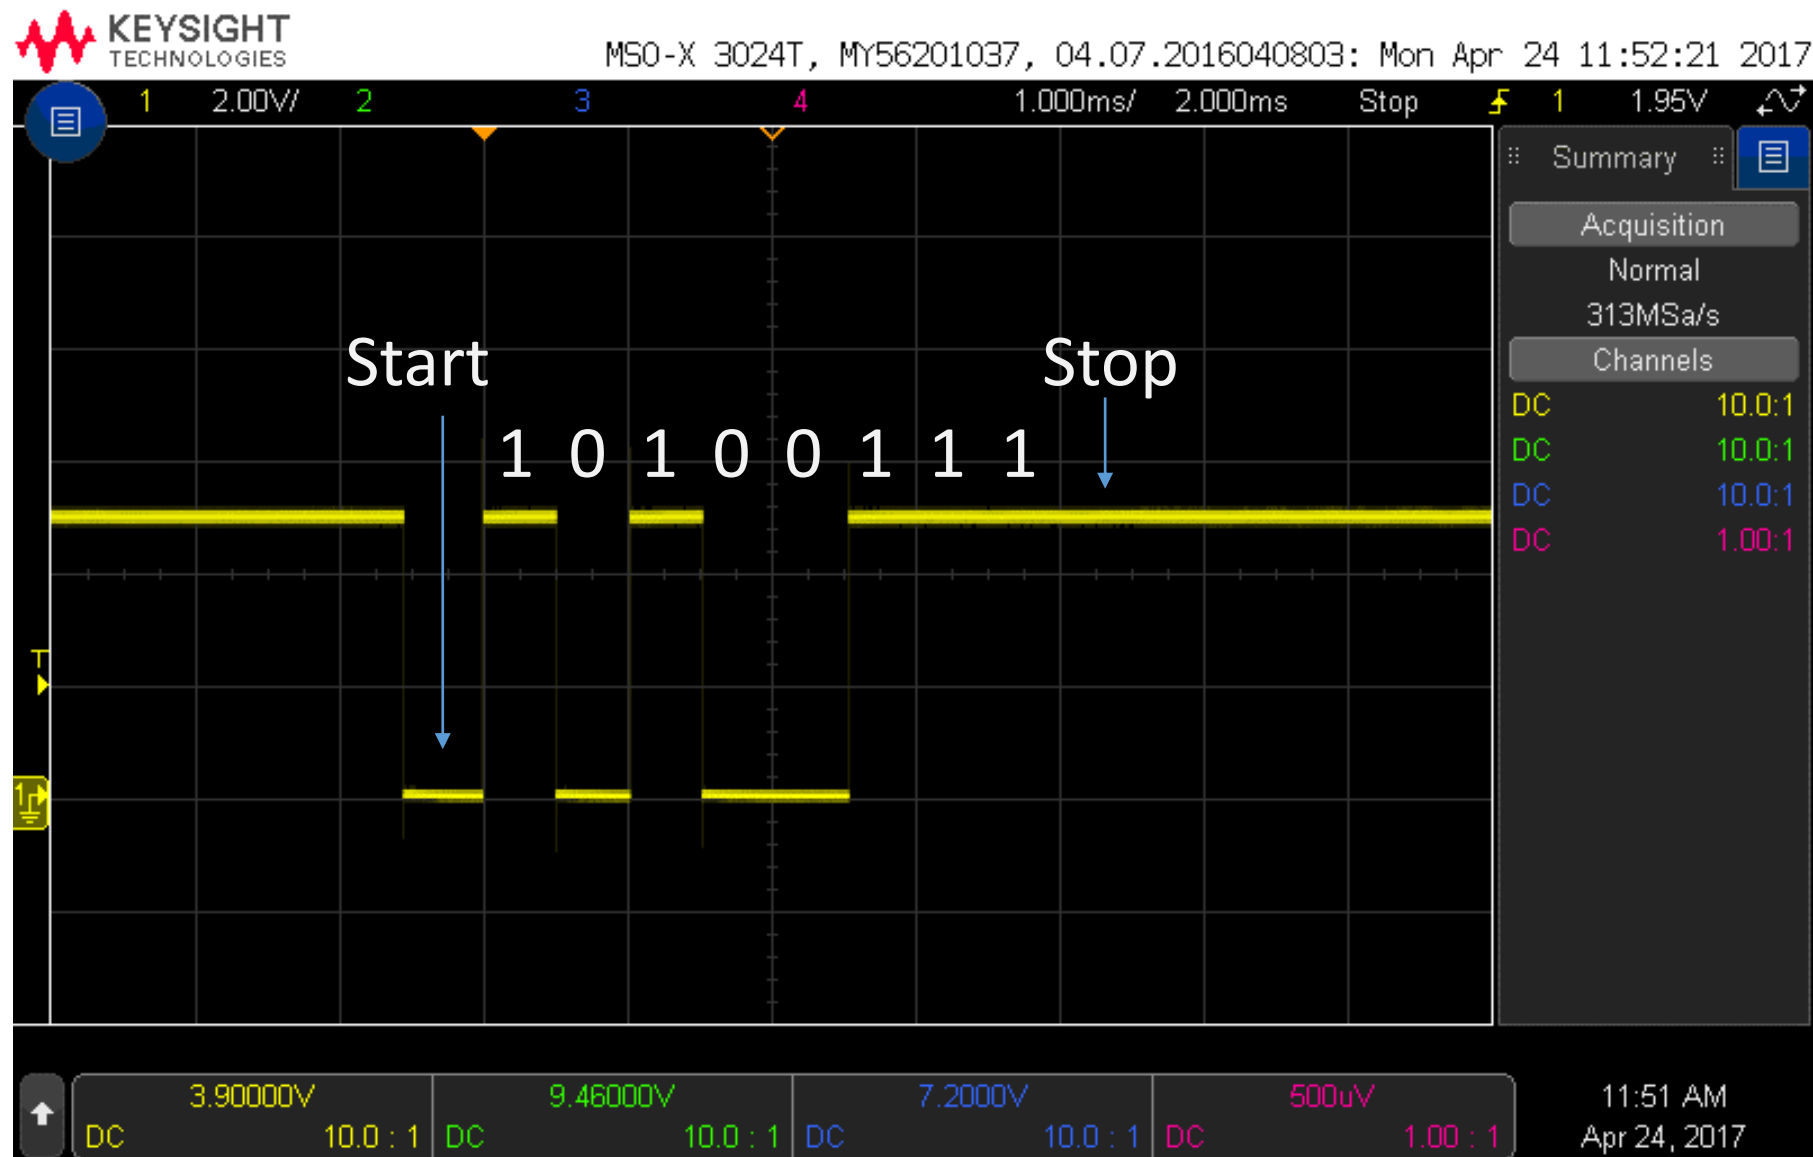 KEYSIGHT
TECHNOLOGIES
MSO-X 3024T, MY56201037, 04.07.2016040803: Mon Apr 24 11:52:21 2017
1 2.00V/ 2 3 4 1.000ms/ 2.000ms Stop 1 1.95V
Summary
Acquisition
Normal
313MSa/s
Channels
DC 10.0:1
DC 10.0:1
DC 10.0:1
DC 1.00:1
Start
Stop
1 0 1 0 0 1 1 1
T
1
3.90000V 9.46000V 7.2000V 500uV
DC 10.0 : 1 DC 10.0 : 1 DC 10.0 : 1 DC 1.00 : 1
11:51 AM
Apr 24, 2017